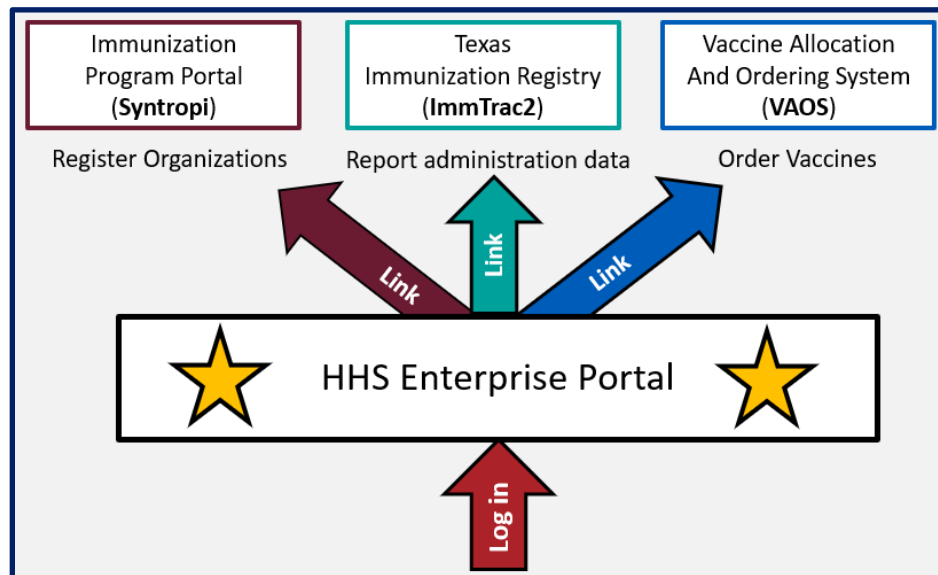 Immunization
Program Portal
(Syntropi)
Texas
Immunization Registry
(ImmTrac2)
Vaccine Allocation
And Ordering System
(VAOS)
Register Organizations
Report administration data
Order Vaccines
Link
Link
Link
HHS Enterprise Portal
Log in